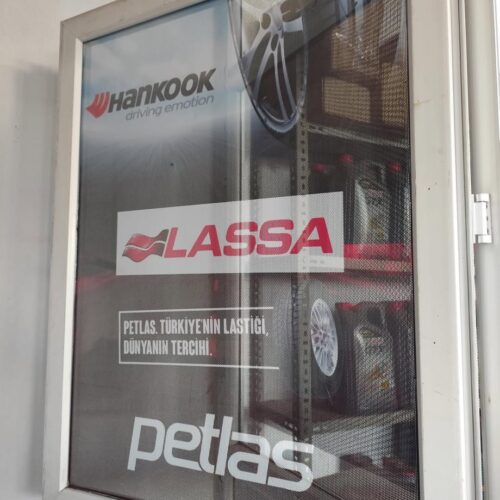 HANKOOK
driving emotion
LASSA
PETLAS. TÜRKİYE'NİN LASTİĞİ,
DÜNYANIN TERCİHİ.
petlas